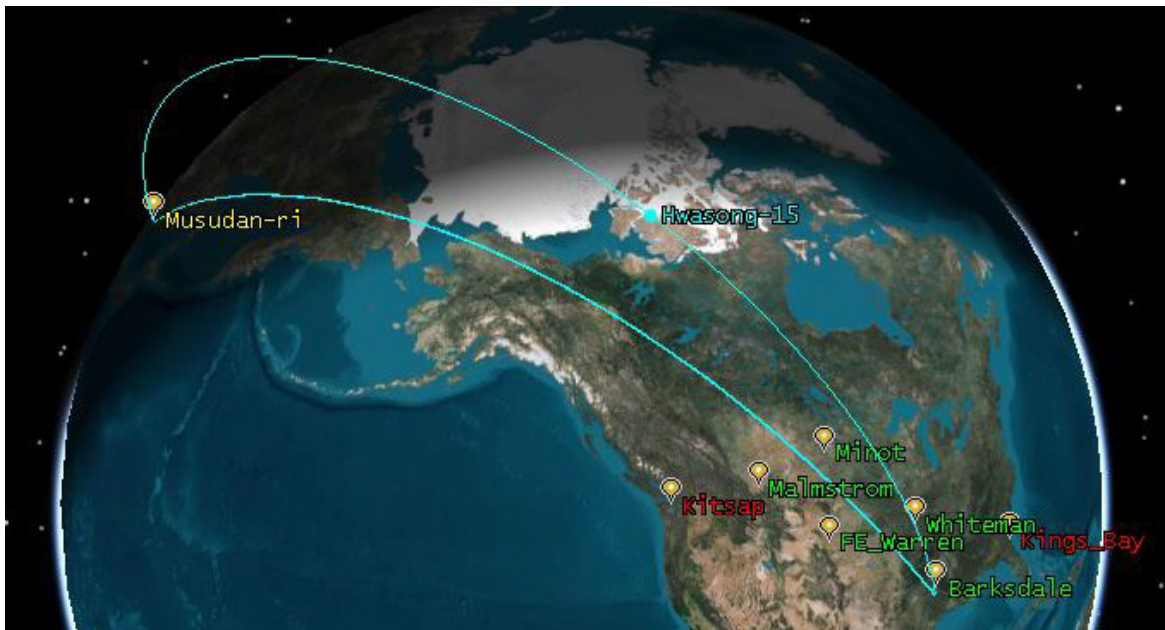 Musudan-ri
Hwasong-15
Minot
Malmstrom
Kitsap
Whiteman
FE_Warren
Kings_Bay
Barksdale